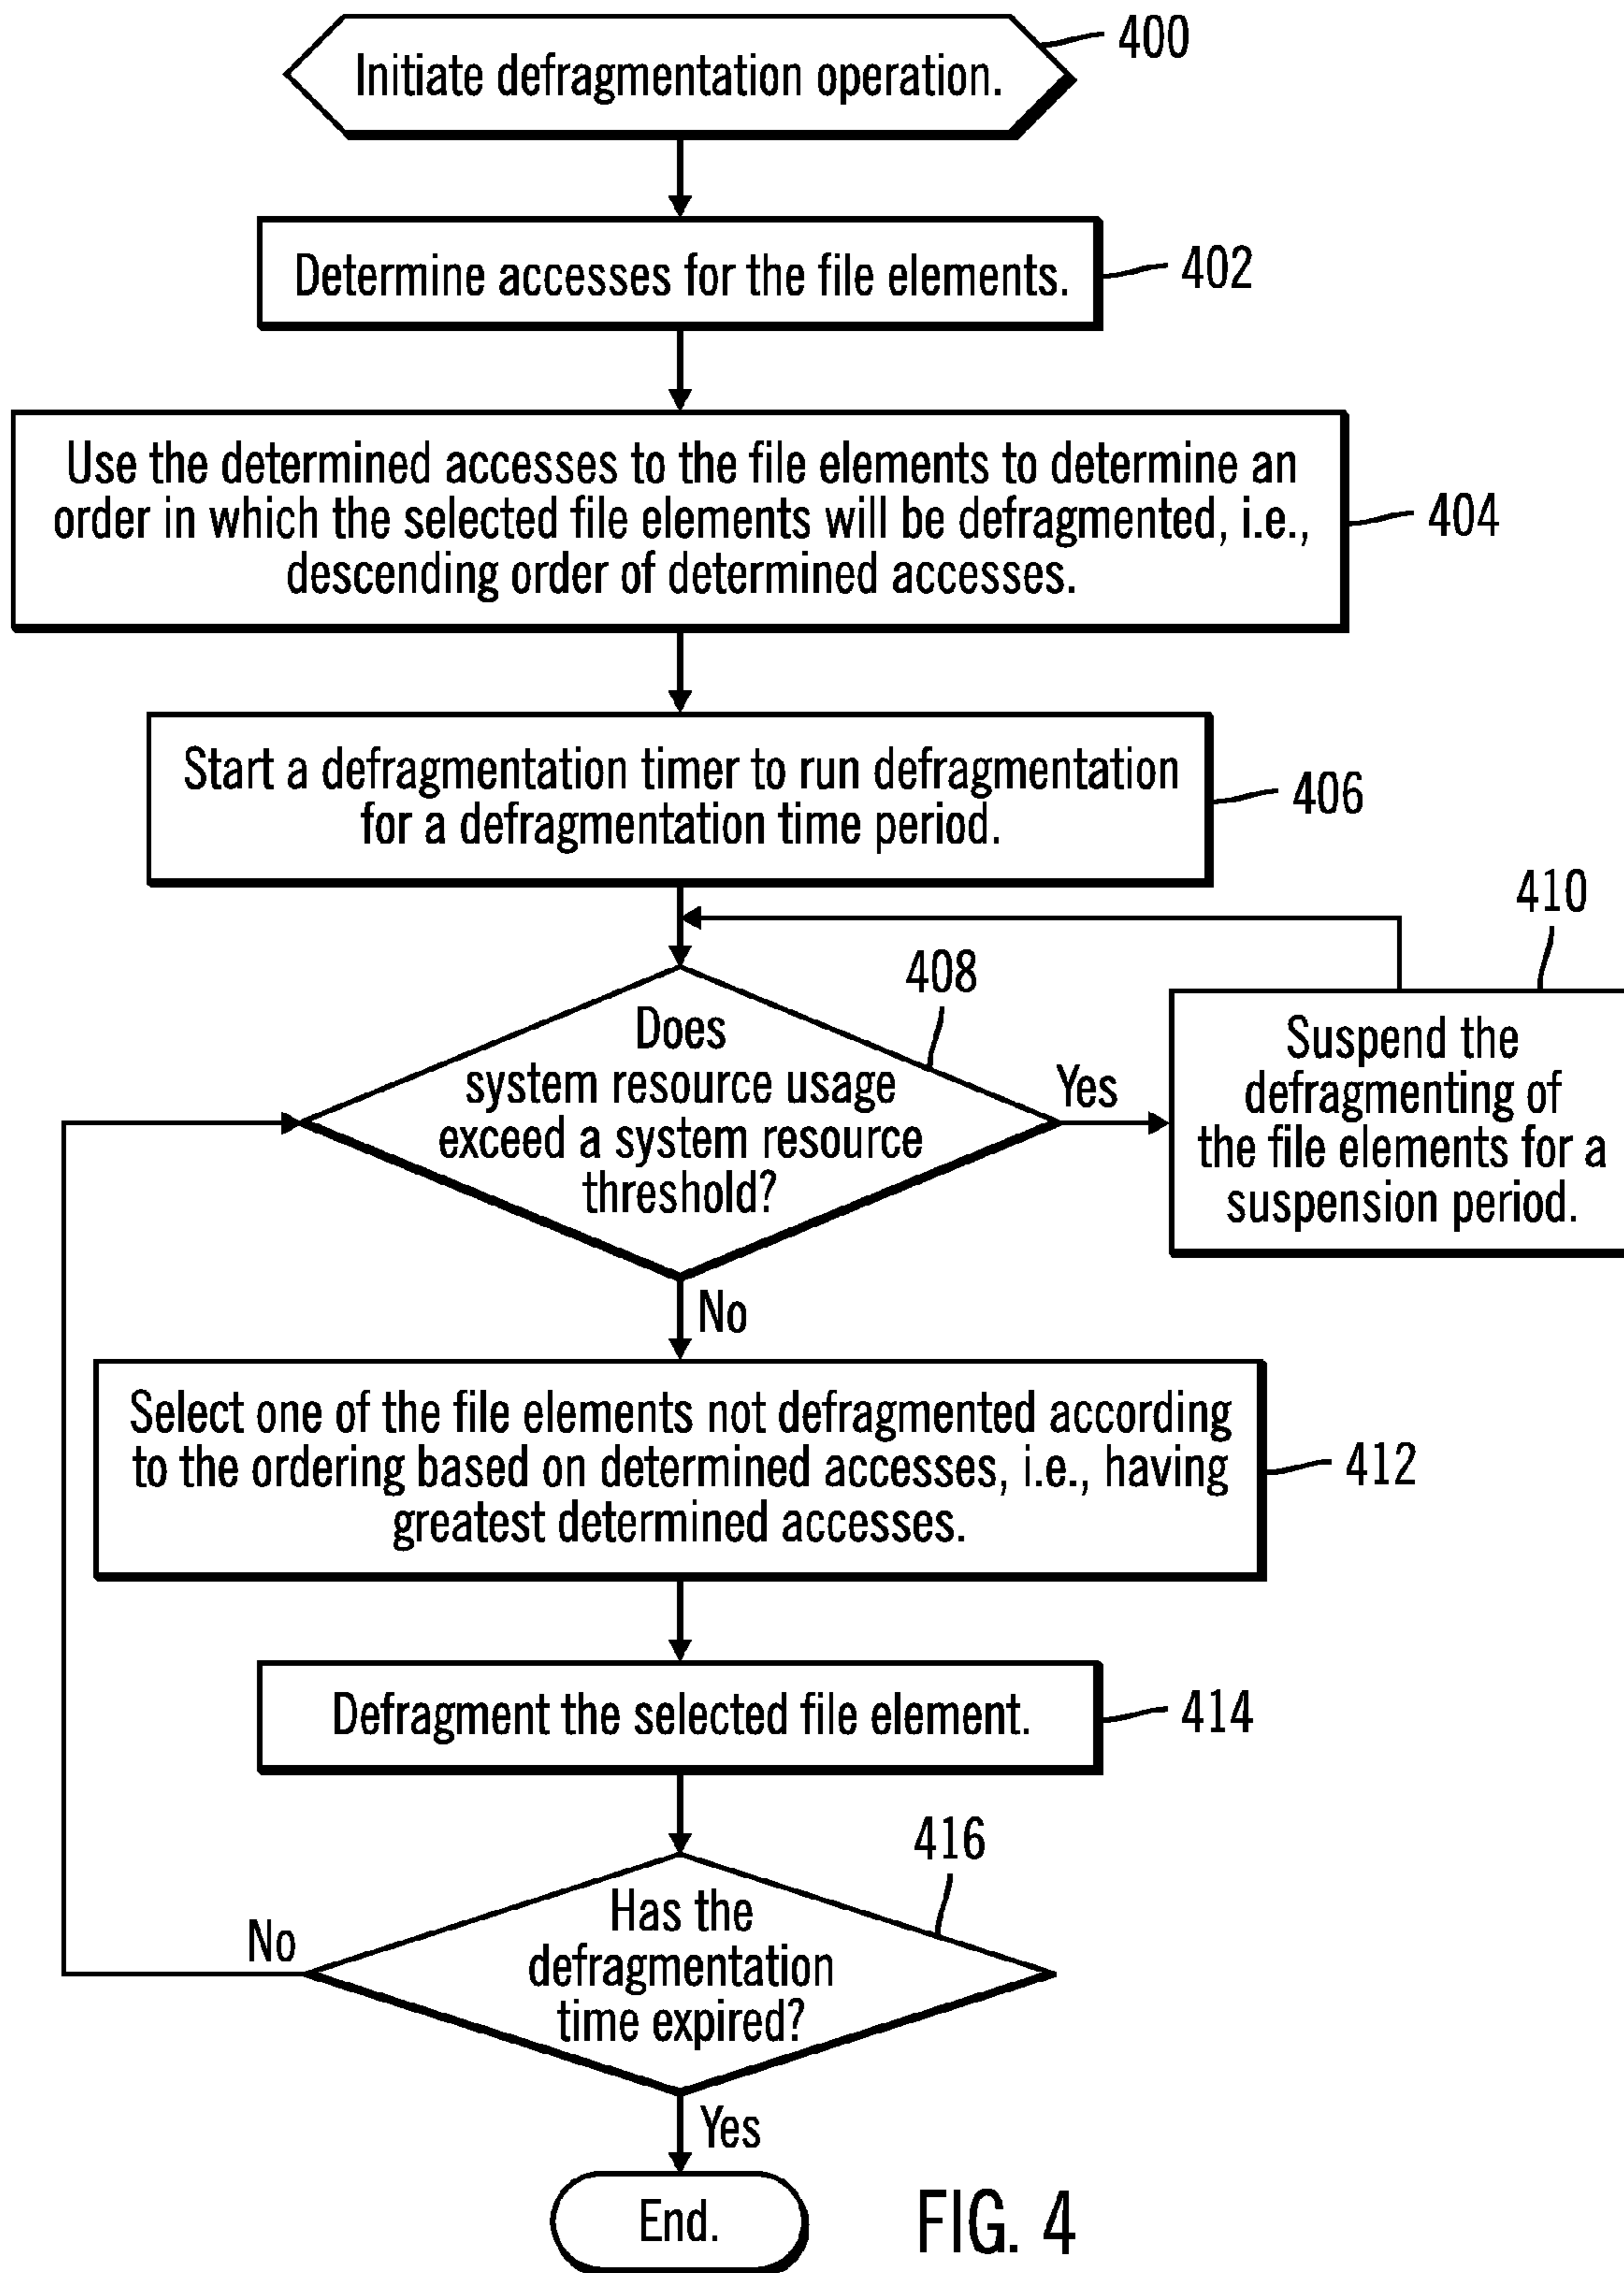 400
Initiate defragmentation operation.
Determine accesses for the file elements.
402
Use the determined accesses to the file elements to determine an
order in which the selected file elements will be defragmented, i.e.,
descending order of determined accesses.
404
Start a defragmentation timer to run defragmentation
for a defragmentation time period.
406
408
Does
system resource usage
exceed a system resource
threshold?
Yes
410
Suspend the
defragmenting of
the file elements for a
suspension period.
No
Select one of the file elements not defragmented according
to the ordering based on determined accesses, i.e., having
greatest determined accesses.
412
Defragment the selected file element.
414
416
Has the
defragmentation
time expired?
No
Yes
End.
FIG. 4